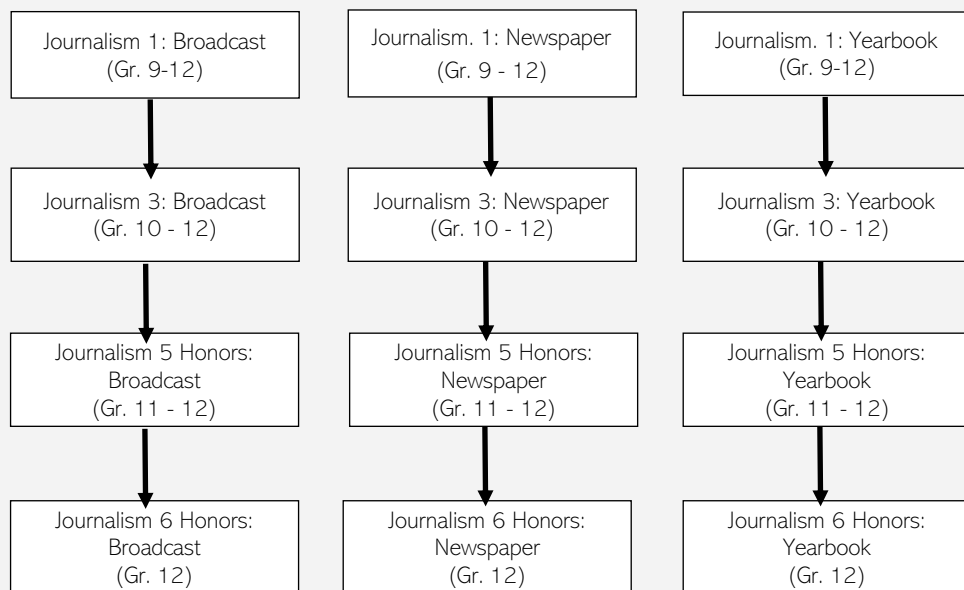 Journalism 1: Broadcast
(Gr. 9-12)
Journalism. 1: Newspaper
(Gr. 9 - 12)
Journalism. 1: Yearbook
(Gr. 9-12)
Journalism 3: Broadcast
(Gr. 10 - 12)
Journalism 3: Newspaper
(Gr. 10 - 12)
Journalism 3: Yearbook
(Gr. 10 - 12)
Journalism 5 Honors:
Broadcast
(Gr. 11 - 12)
Journalism 5 Honors:
Newspaper
(Gr. 11 - 12)
Journalism 5 Honors:
Yearbook
(Gr. 11 - 12)
Journalism 6 Honors:
Broadcast
(Gr. 12)
Journalism 6 Honors:
Newspaper
(Gr. 12)
Journalism 6 Honors:
Yearbook
(Gr. 12)